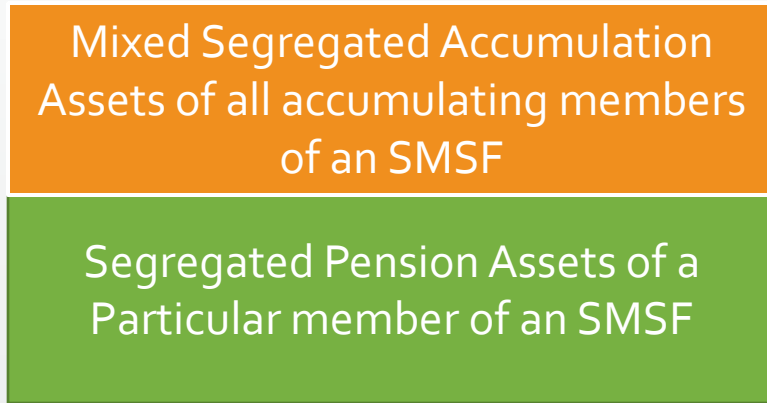 Mixed Segregated Accumulation
Assets of all accumulating members
of an SMSF
Segregated Pension Assets of a
Particular member of an SMSF